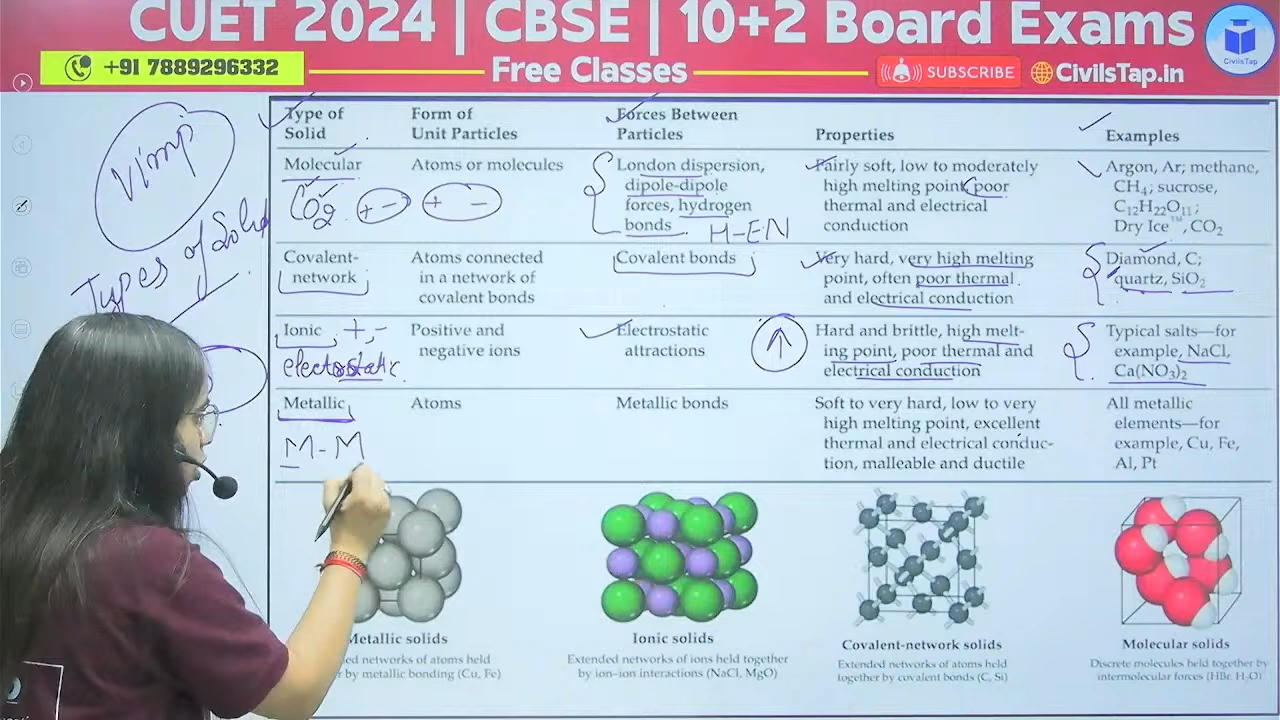 CUET 2024 | CBSE | 10+2 Board Exams
+91 7889296332
Free Classes
SUBSCRIBE
CivilsTap.in
CivilsTap
Vimp
Types of Solid
Type of Solid
Form of Unit Particles
Forces Between Particles
Properties
Examples
Molecular
CO2
+ -
+ -
Atoms or molecules
London dispersion,
dipole-dipole
forces, hydrogen
bonds
H-EN
Fairly soft, low to moderately
high melting point, poor
thermal and electrical
conduction
Argon, Ar; methane,
CH4; sucrose,
C12H22O11;
Dry Ice™, CO2
Covalent-
network
Atoms connected
in a network of
covalent bonds
Covalent bonds
Very hard, very high melting
point, often poor thermal
and electrical conduction
Diamond, C;
quartz, SiO2
Ionic +, -
electrostatic
Positive and
negative ions
Electrostatic
attractions
Hard and brittle, high melt-
ing point, poor thermal and
electrical conduction
Typical salts—for
example, NaCl,
Ca(NO3)2
Metallic
M-M
Atoms
Metallic bonds
Soft to very hard, low to very
high melting point, excellent
thermal and electrical conduc-
tion, malleable and ductile
All metallic
elements—for
example, Cu, Fe,
Al, Pt
Metallic solids
networks of atoms held
by metallic bonding (Cu, Fe)
Ionic solids
Extended networks of ions held together
by ion–ion interactions (NaCl, MgO)
Covalent-network solids
Extended networks of atoms held
together by covalent bonds (C, Si)
Molecular solids
Discrete molecules held together by
intermolecular forces (HBr, H2O)